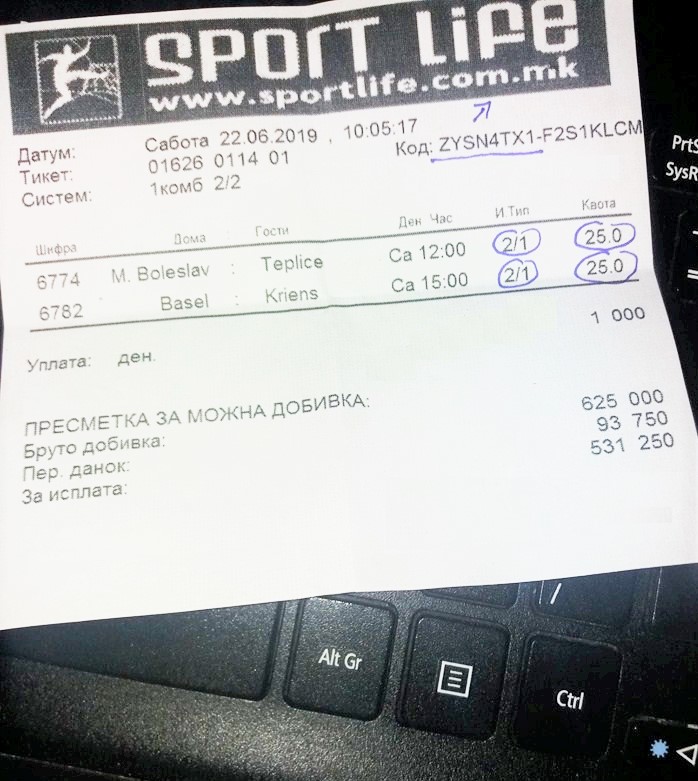 SPORT LIFE
www.sportlife.com.mk
Датум: Сабота 22.06.2019 , 10:05:17
Тикет: 01626 0114 01 Код: ZYSN4TX1-F2S1KLCM
Систем: 1комб 2/2
Шифра Дома Гости Ден Час И Тип Квота
6774 M. Boleslav : Teplice Са 12:00 2/1 25.0
6782 Basel : Kriens Са 15:00 2/1 25.0
Уплата: ден. 1 000
ПРЕСМЕТКА ЗА МОЖНА ДОБИВКА:
Бруто добивка: 625 000
Пер. данок: 93 750
За исплата: 531 250
PrtS
SysR
=
/
Alt Gr
Ctrl